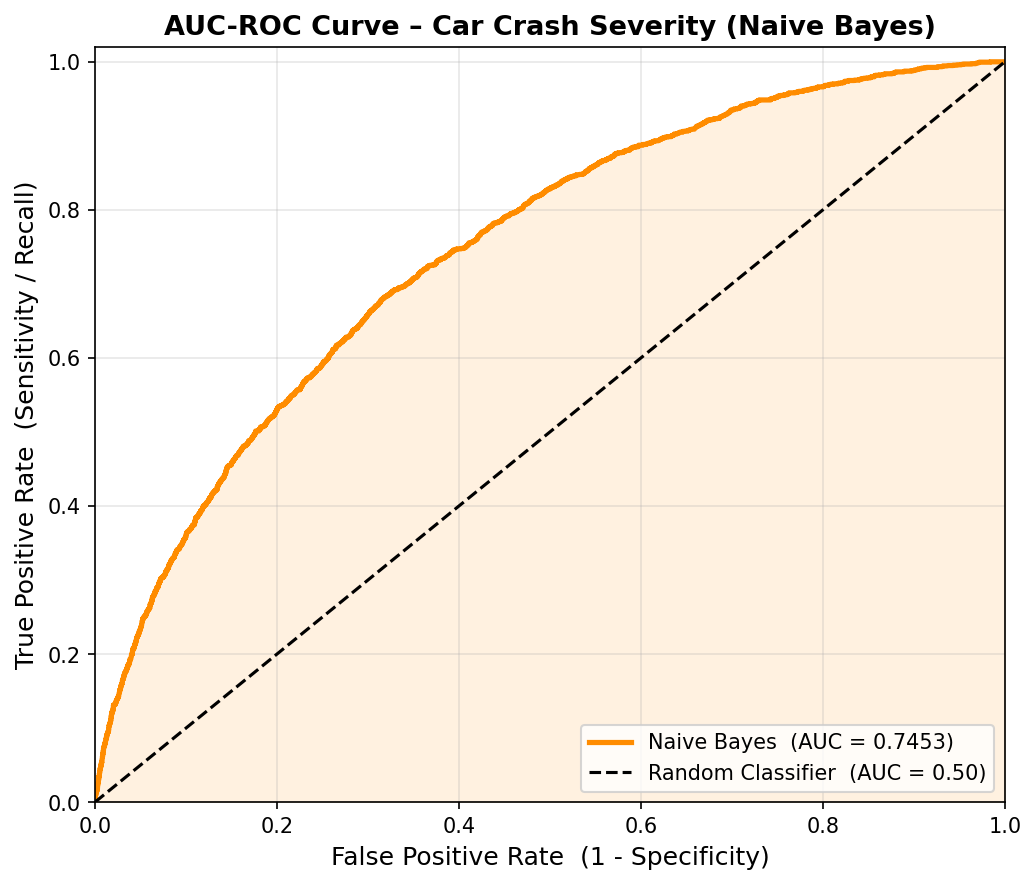 AUC-ROC Curve – Car Crash Severity (Naive Bayes)
True Positive Rate  (Sensitivity / Recall)
1.0
0.8
0.6
0.4
0.2
0.0
Naive Bayes  (AUC = 0.7453)
Random Classifier  (AUC = 0.50)
0.0 0.2 0.4 0.6 0.8 1.0
False Positive Rate  (1 - Specificity)